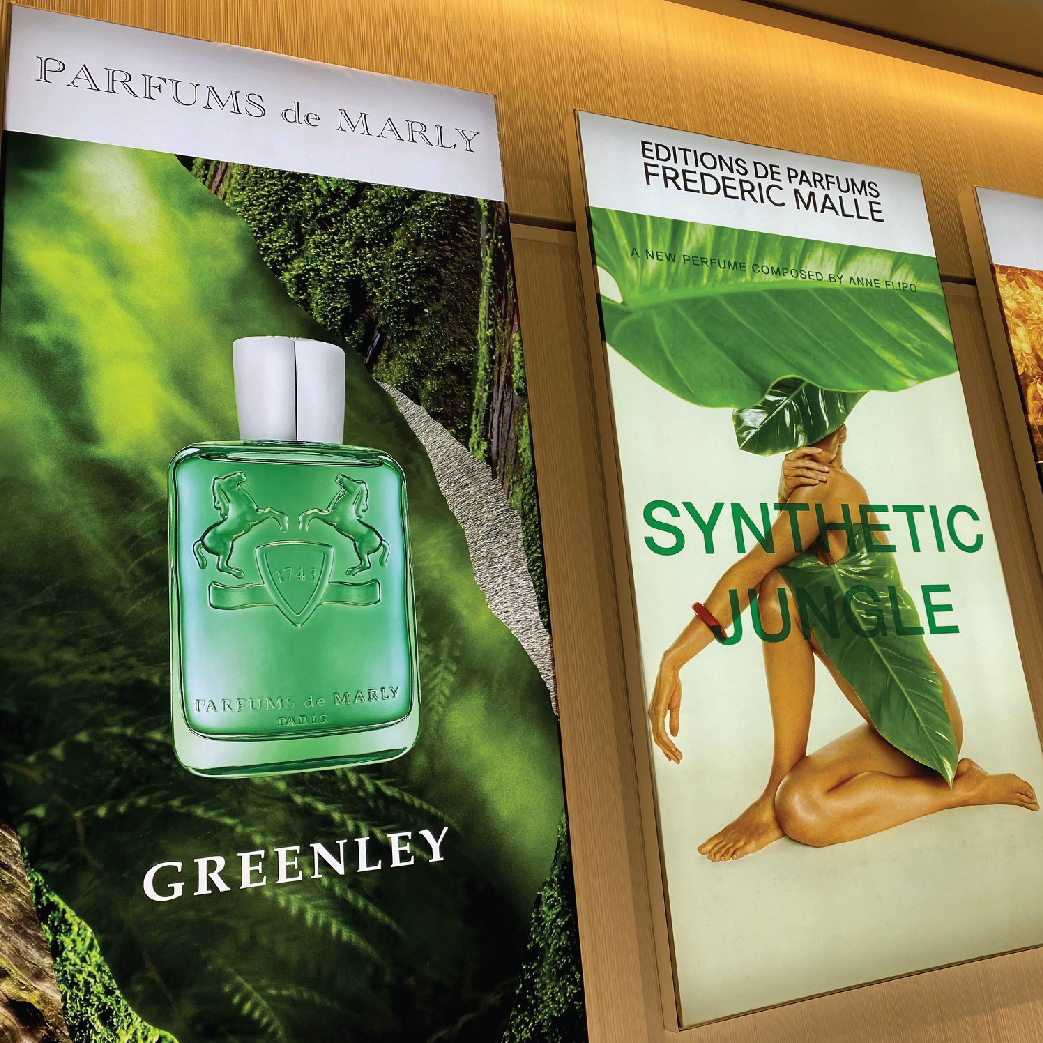 PARFUMS de MARLY
1743
PARFUMS de MARLY
PARIS
GREENLEY
EDITIONS DE PARFUMS
FREDERIC MALLE
A NEW PERFUME COMPOSED BY ANNE FLIPO
SYNTHETIC
JUNGLE